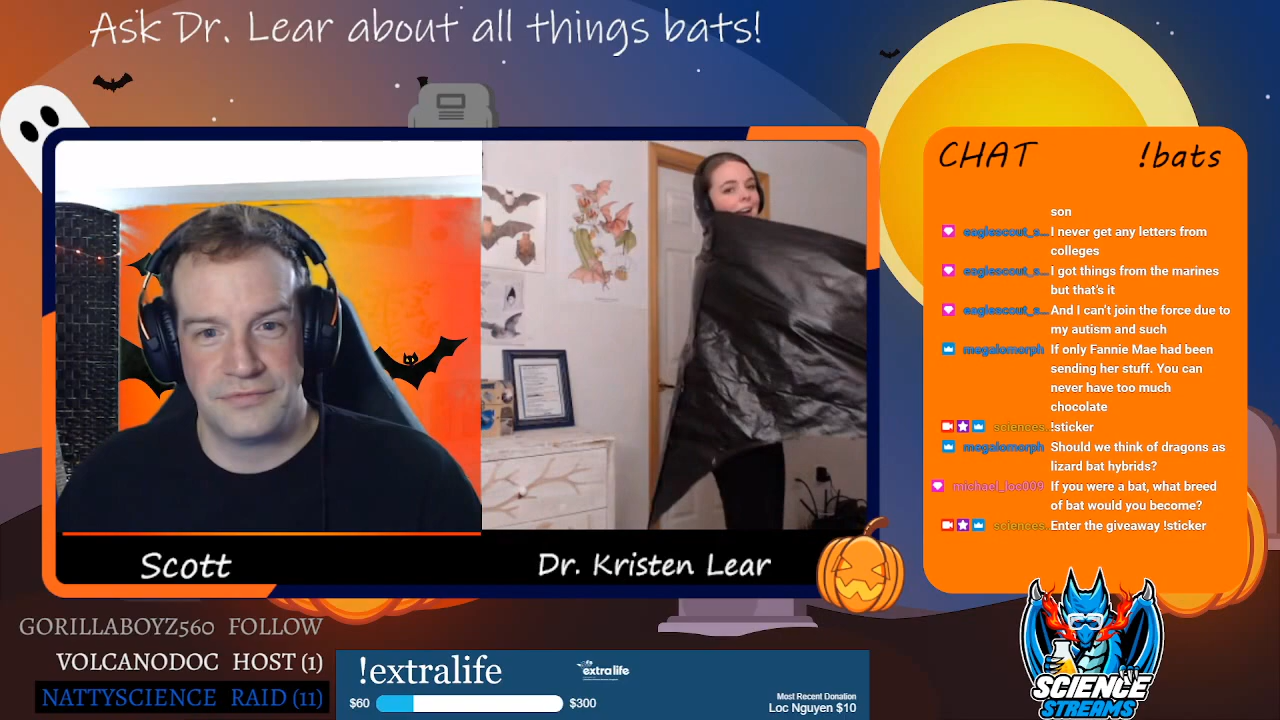 Ask Dr. Lear about all things bats!
CHAT !bats
son
eaglescout_s... I never get any letters from
colleges
eaglescout_s... I got things from the marines
but that's it
eaglescout_s... And I can't join the force due to
my autism and such
megalomorph If only Fannie Mae had been
sending her stuff. You can
never have too much
chocolate
sciences.. !sticker
megalomorph Should we think of dragons as
lizard bat hybrids?
michael_loc009 If you were a bat, what breed
of bat would you become?
sciences.. Enter the giveaway !sticker
Scott
Dr. Kristen Lear
GORILLABOYZ560 FOLLOW
VOLCANODOC HOST (1)
NATTYSCIENCE RAID (11)
!extralife
extra life
$60
$300
Most Recent Donation
Loc Nguyen $10
SCIENCE
STREAMS